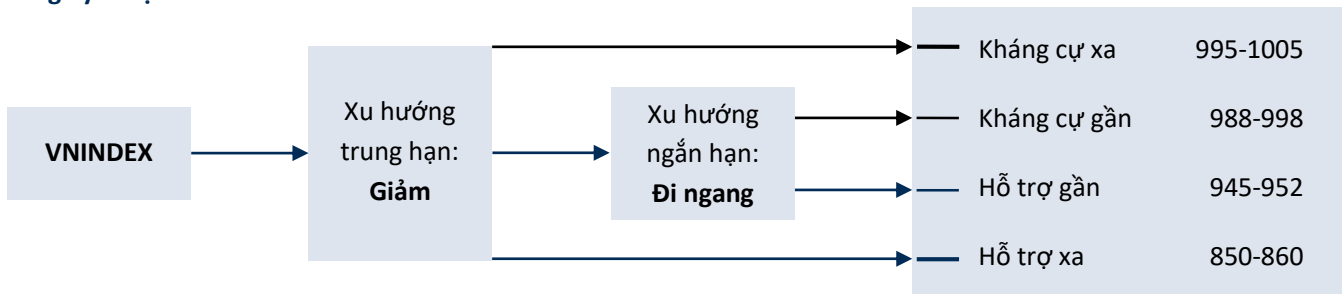 VNINDEX
Xu hướng
trung hạn:
Giảm
Xu hướng
ngắn hạn:
Đi ngang
Kháng cự xa 995-1005
Kháng cự gần 988-998
Hỗ trợ gần 945-952
Hỗ trợ xa 850-860